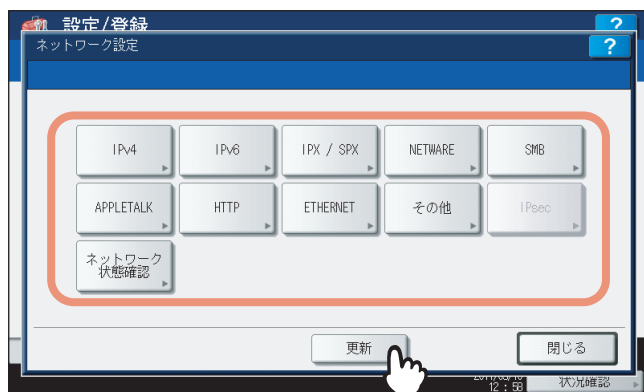 設定/登録
?
ネットワーク設定
?
IPv4
IPv6
IPX / SPX
NETWARE
SMB
APPLETALK
HTTP
ETHERNET
その他
IPsec
ネットワーク
状態確認
更新
閉じる
12:58
状況確認